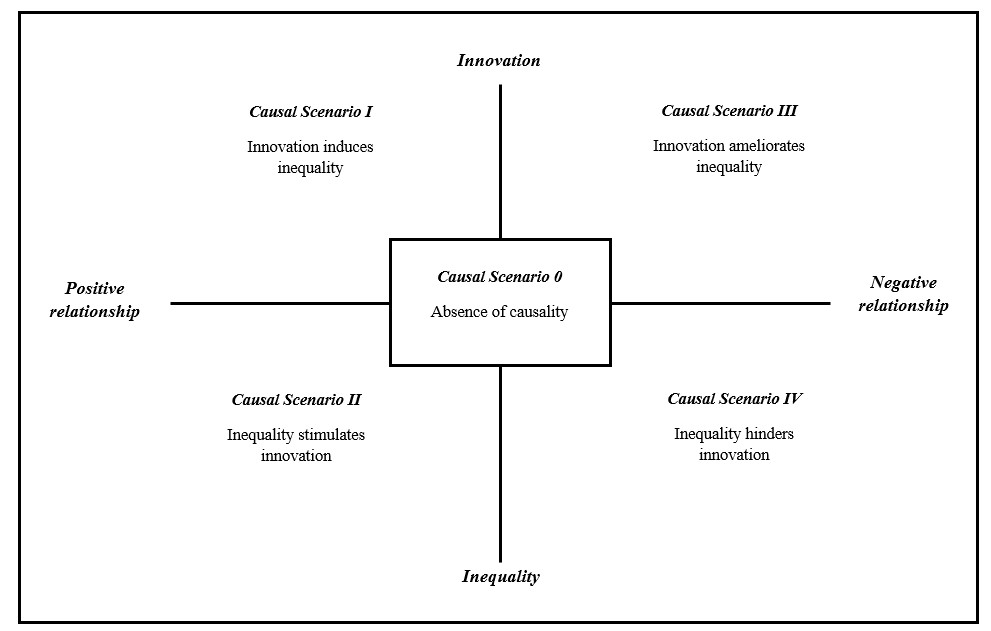 Innovation
Causal Scenario I
Innovation induces
inequality
Causal Scenario III
Innovation ameliorates
inequality
Positive
relationship
Causal Scenario 0
Absence of causality
Negative
relationship
Causal Scenario II
Inequality stimulates
innovation
Causal Scenario IV
Inequality hinders
innovation
Inequality